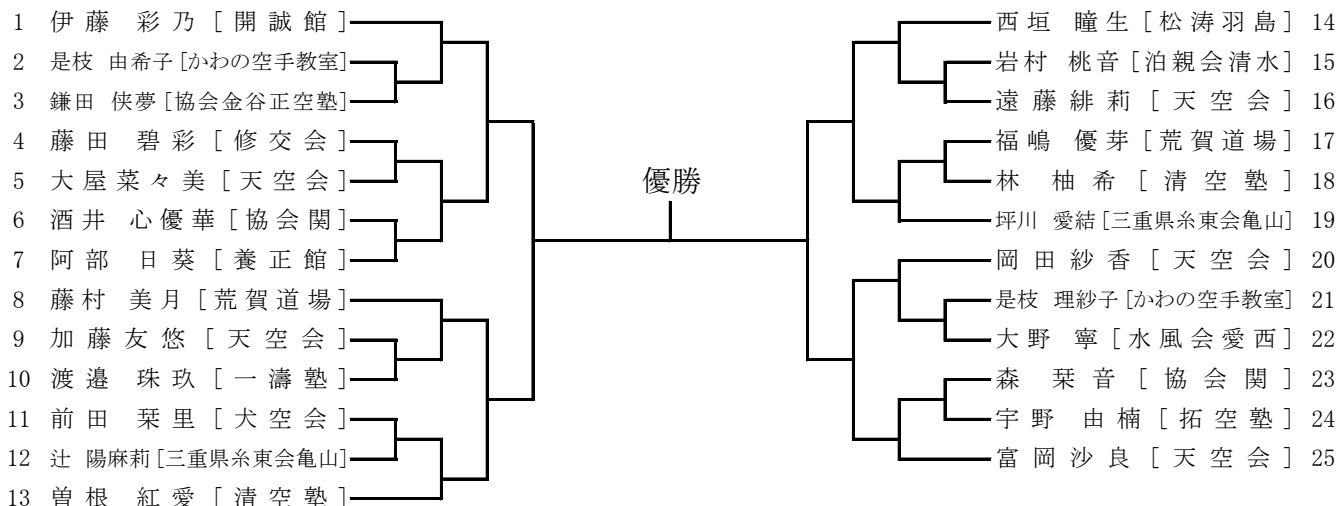 1 伊藤 彩乃 [開誠館]
2 是枝 由希子 [かわの空手教室]
3 鎌田 侠夢 [協会金谷正空塾]
4 藤田 碧彩 [修交会]
5 大屋菜々美 [天空会]
6 酒井 心優華 [協会関]
7 阿部 日葵 [養正館]
8 藤村 美月 [荒賀道場]
9 加藤友悠 [天空会]
10 渡邉 珠玖 [一濤塾]
11 前田 栞里 [犬空会]
12 辻 陽麻莉 [三重県糸東会亀山]
13 曽根 紅愛 [清空塾]
優勝
西垣 瞳生 [松涛羽島] 14
岩村 桃音 [泊親会清水] 15
遠藤緋莉 [天空会] 16
福嶋 優芽 [荒賀道場] 17
林 柚希 [清空塾] 18
坪川 愛結 [三重県糸東会亀山] 19
岡田紗香 [天空会] 20
是枝 理紗子 [かわの空手教室] 21
大野 寧 [水風会愛西] 22
森 栞音 [協会関] 23
宇野 由楠 [拓空塾] 24
富岡沙良 [天空会] 25